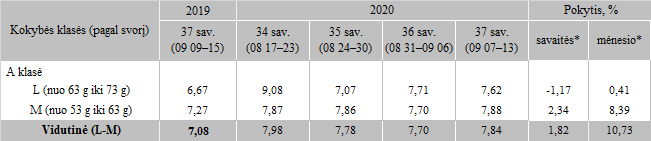 Kokybės klasės (pagal svorį) 2019 2020 Pokytis, %
37 sav. (09 09–15) 34 sav. (08 17–23) 35 sav. (08 24–30) 36 sav. (08 31–09 06) 37 sav. (09 07–13) savaitės* mėnesio*
A klasė
L (nuo 63 g iki 73 g) 6,67 9,08 7,07 7,71 7,62 -1,17 0,41
M (nuo 53 g iki 63 g) 7,27 7,87 7,86 7,70 7,88 2,34 8,39
Vidutinė (L-M) 7,08 7,98 7,78 7,70 7,84 1,82 10,73